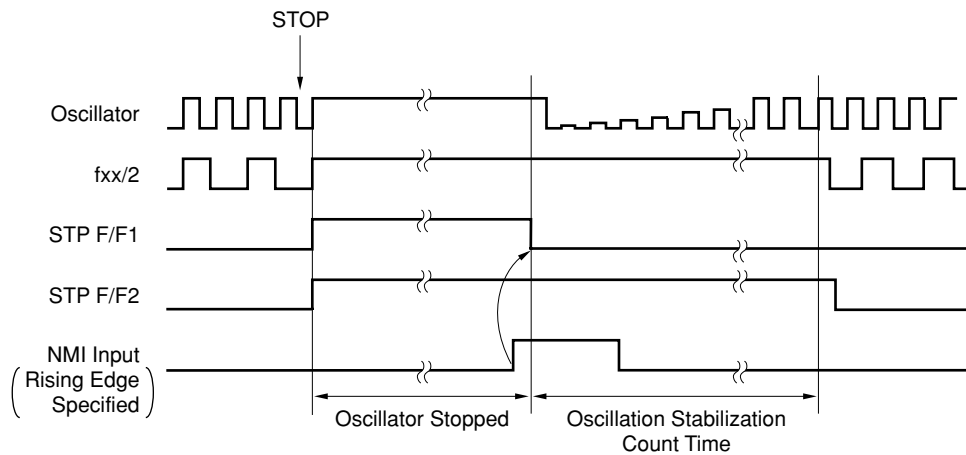 STOP
Oscillator
fxx/2
STP F/F1
STP F/F2
NMI Input
Rising Edge
Specified
Oscillator Stopped
Oscillation Stabilization
Count Time